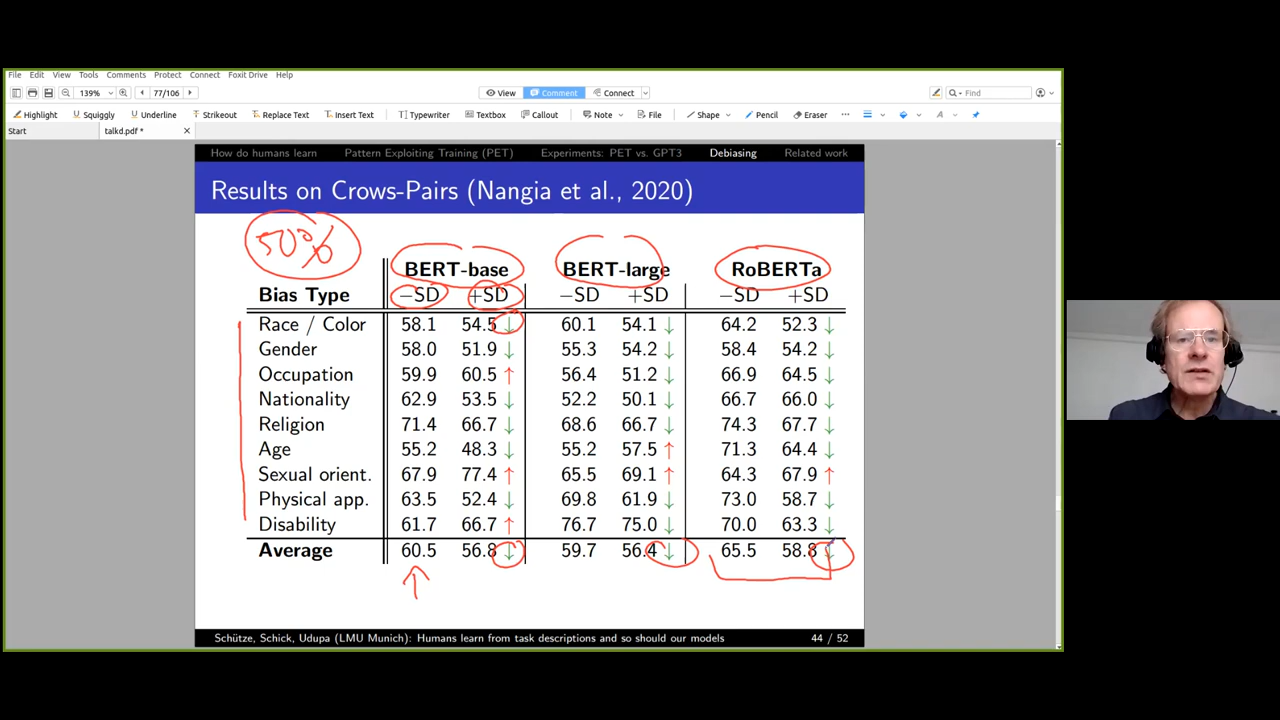 File Edit View Tools Comments Protect Connect Foxit Drive Help
139% 77/106 View Comment Connect Find
Highlight Squiggly Underline Strikeout Replace Text Insert Text Typewriter Textbox Callout Note File Shape Pencil Eraser ...
Start talkd.pdf *
How do humans learn Pattern Exploiting Training (PET) Experiments: PET vs. GPT3 Debiasing Related work
Results on Crows-Pairs (Nangia et al., 2020)
50%
BERT-base BERT-large RoBERTa
Bias Type −SD +SD −SD +SD −SD +SD
Race / Color 58.1 54.5 ↓ 60.1 54.1 ↓ 64.2 52.3 ↓
Gender 58.0 51.9 ↓ 55.3 54.2 ↓ 58.4 54.2 ↓
Occupation 59.9 60.5 ↑ 56.4 51.2 ↓ 66.9 64.5 ↓
Nationality 62.9 53.5 ↓ 52.2 50.1 ↓ 66.7 66.0 ↓
Religion 71.4 66.7 ↓ 68.6 66.7 ↓ 74.3 67.7 ↓
Age 55.2 48.3 ↓ 55.2 57.5 ↑ 71.3 64.4 ↓
Sexual orient. 67.9 77.4 ↑ 65.5 69.1 ↑ 64.3 67.9 ↑
Physical app. 63.5 52.4 ↓ 69.8 61.9 ↓ 73.0 58.7 ↓
Disability 61.7 66.7 ↑ 76.7 75.0 ↓ 70.0 63.3 ↓
Average 60.5 56.8 ↓ 59.7 56.4 ↓ 65.5 58.8 ↓
Schütze, Schick, Udupa (LMU Munich): Humans learn from task descriptions and so should our models 44 / 52